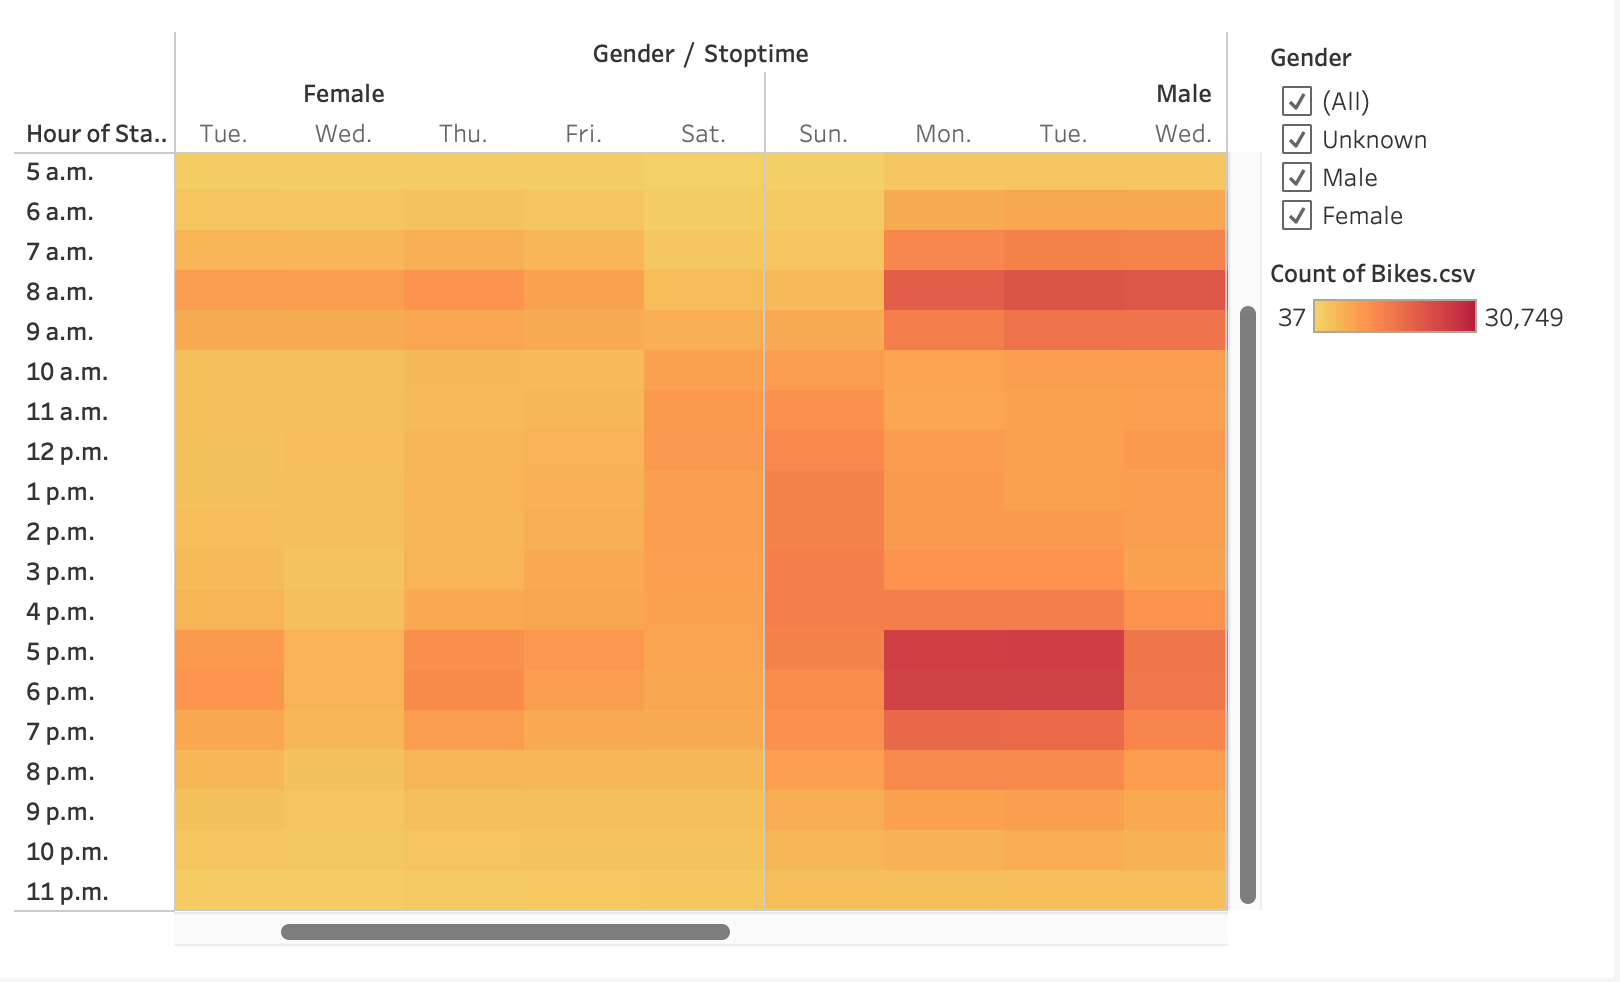 Gender / Stoptime
Female Male
Hour of Sta.. Tue. Wed. Thu. Fri. Sat. Sun. Mon. Tue. Wed.
5 a.m.
6 a.m.
7 a.m.
8 a.m.
9 a.m.
10 a.m.
11 a.m.
12 p.m.
1 p.m.
2 p.m.
3 p.m.
4 p.m.
5 p.m.
6 p.m.
7 p.m.
8 p.m.
9 p.m.
10 p.m.
11 p.m.
Gender
(All)
Unknown
Male
Female
Count of Bikes.csv
37 30,749